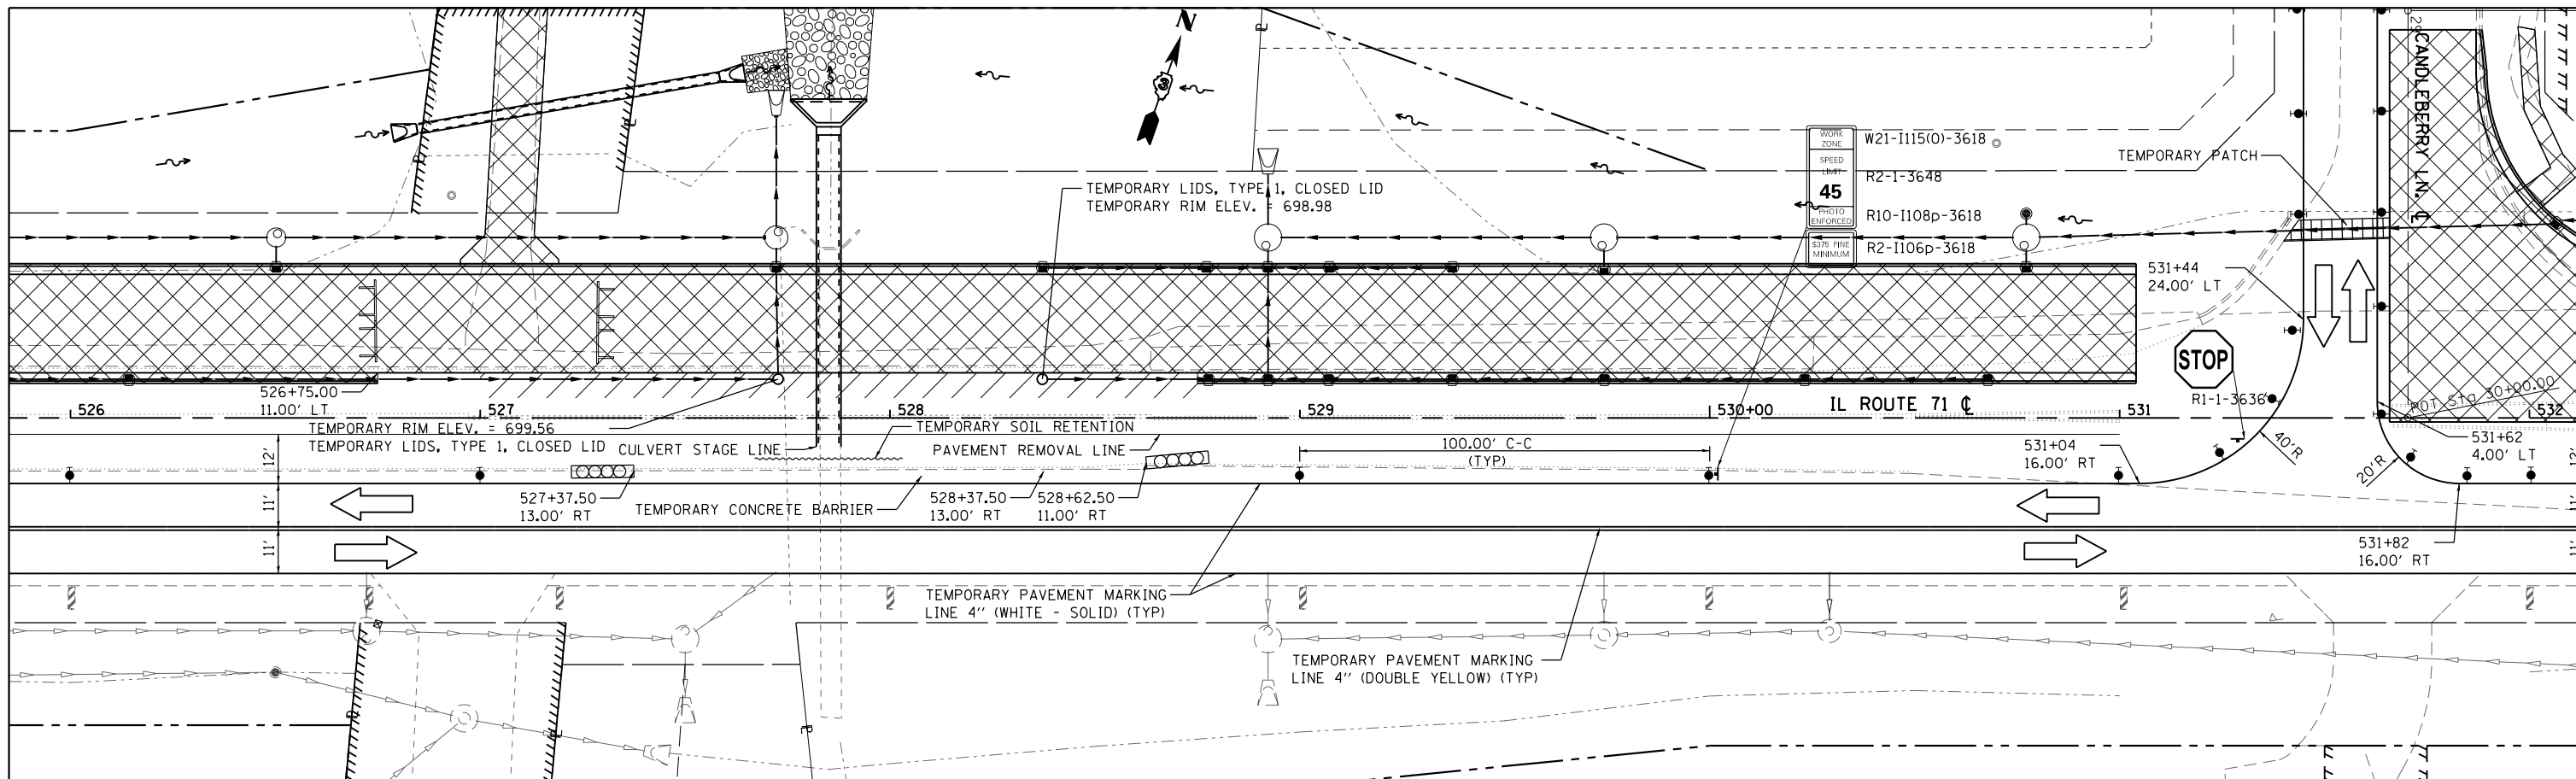 N
3
WORK
ZONE
SPEED
LIMIT
45
PHOTO
ENFORCED
$375 FINE
MINIMUM
W21-I115(O)-3618
R2-1-3648
R10-I108p-3618
R2-I106p-3618
CANDLEBERRY LN. ℄
TEMPORARY PATCH
TEMPORARY LIDS, TYPE 1, CLOSED LID
TEMPORARY RIM ELEV. = 698.98
531+44
24.00' LT
STOP
R1-1-3636
POT Sta 30+00.00
526+75.00
11.00' LT
526
527
528
529
530+00
IL ROUTE 71 ℄
531
532
TEMPORARY RIM ELEV. = 699.56
TEMPORARY LIDS, TYPE 1, CLOSED LID
CULVERT STAGE LINE
TEMPORARY SOIL RETENTION
PAVEMENT REMOVAL LINE
100.00' C-C
(TYP)
531+04
16.00' RT
40'R
20'R
531+62
4.00' LT
12'
12'
527+37.50
13.00' RT
TEMPORARY CONCRETE BARRIER
528+37.50
13.00' RT
528+62.50
11.00' RT
11'
11'
11'
11'
531+82
16.00' RT
TEMPORARY PAVEMENT MARKING
LINE 4'' (WHITE - SOLID) (TYP)
TEMPORARY PAVEMENT MARKING
LINE 4'' (DOUBLE YELLOW) (TYP)